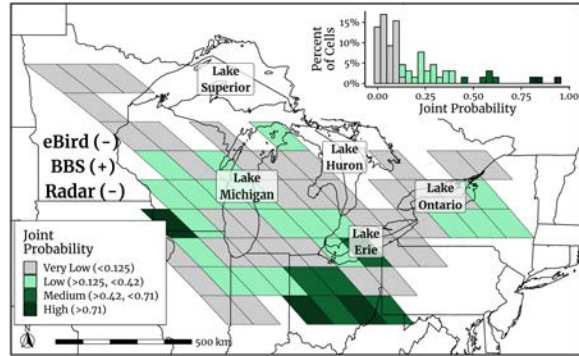 15%
10%
5%
0%
Percent
of Cells
0.00 0.25 0.50 0.75 1.00
Joint Probability
Lake
Superior
eBird (-)
BBS (+)
Radar (-)
Lake
Huron
Lake
Michigan
Lake
Ontario
Lake
Erie
Joint
Probability
Very Low (<0.125)
Low (>0.125, <0.42)
Medium (>0.42, <0.71)
High (>0.71)
500 km